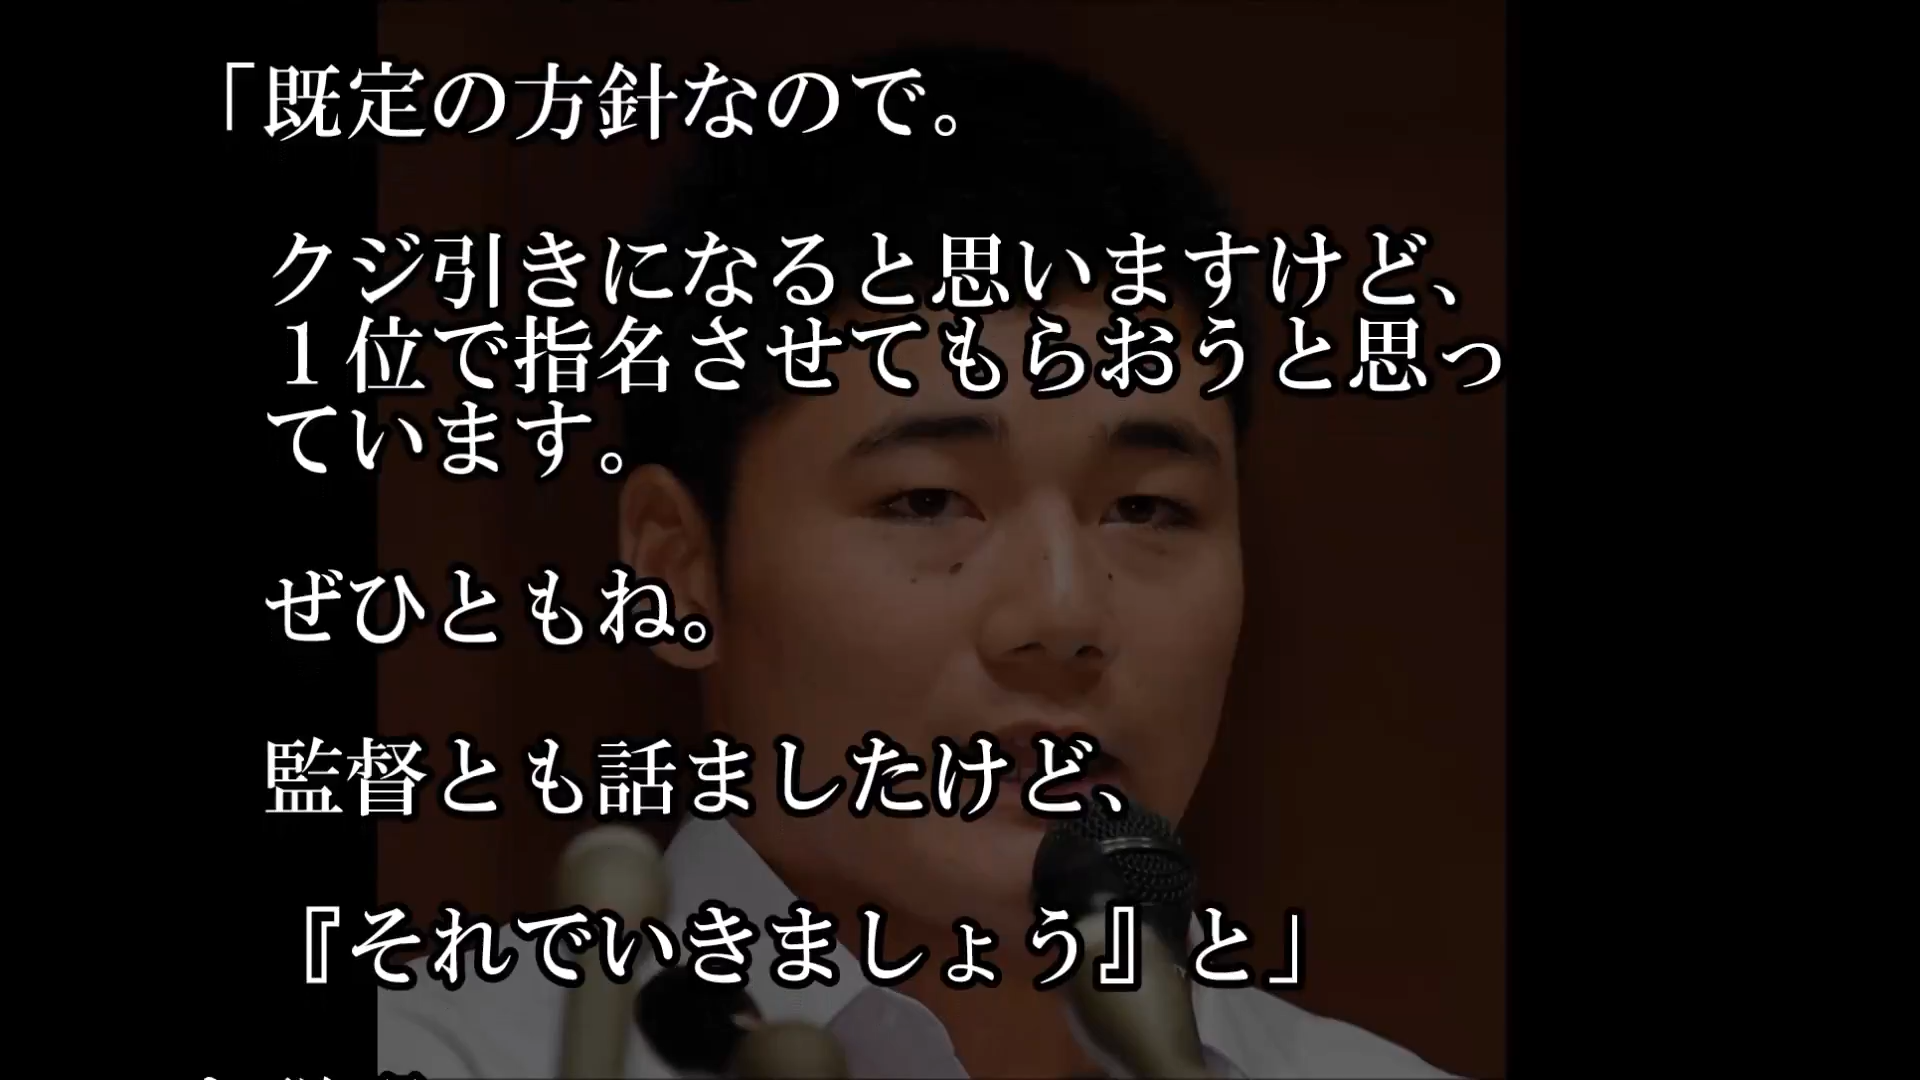 「既定の方針なので。
クジ引きになると思いますけど、
１位で指名させてもらおうと思っ
ています。
ぜひともね。
監督とも話ましたけど、
『それでいきましょう』と」